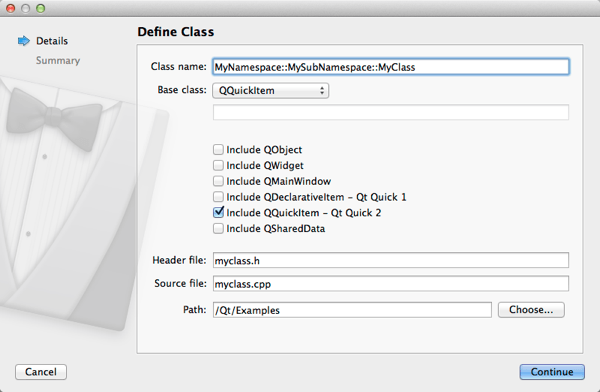 Define Class
Details
Summary
Class name: MyNamespace::MySubNamespace::MyClass
Base class: QQuickItem
Include QObject
Include QWidget
Include QMainWindow
Include QDeclarativeItem - Qt Quick 1
Include QQuickItem - Qt Quick 2
Include QSharedData
Header file: myclass.h
Source file: myclass.cpp
Path: /Qt/Examples Choose...
Cancel Continue